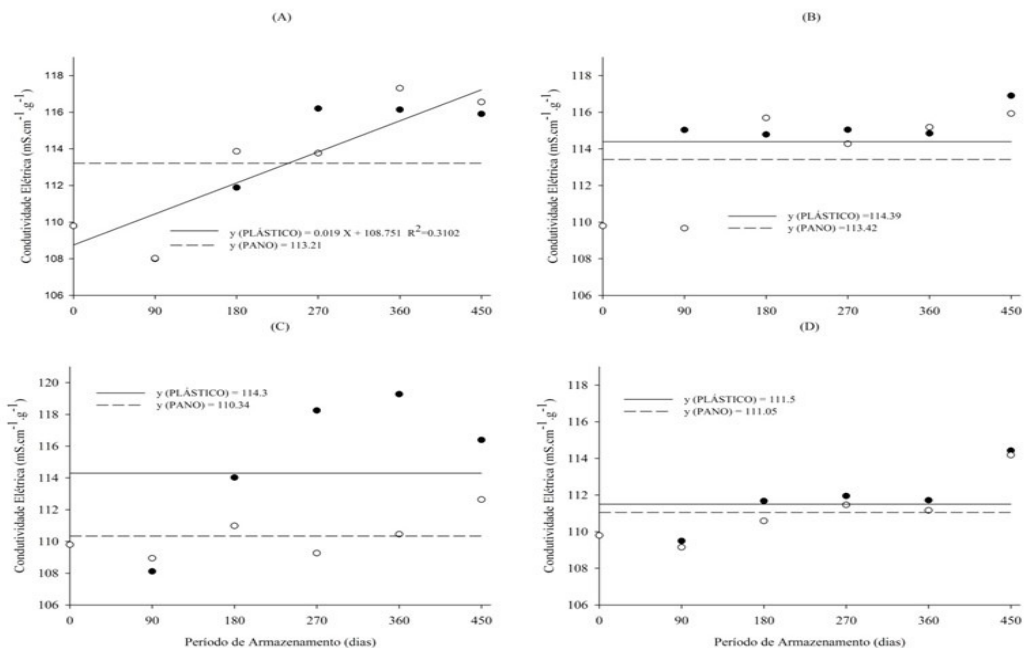 (A)
Condutividade Elétrica (mS.cm⁻¹.g⁻¹)
118
116
114
112
110
108
106
y (PLÁSTICO) = 0.019 X + 108.751 R²=0.3102
y (PANO) = 113.21
0 90 180 270 360 450
(B)
Condutividade Elétrica (mS.cm⁻¹.g⁻¹)
118
116
114
112
110
108
106
y (PLÁSTICO) =114.39
y (PANO) =113.42
0 90 180 270 360 450
(C)
Condutividade Elétrica (mS.cm⁻¹.g⁻¹)
120
118
116
114
112
110
108
106
y (PLÁSTICO) = 114.3
y (PANO) = 110.34
0 90 180 270 360 450
Período de Armazenamento (dias)
(D)
Condutividade Elétrica (mS.cm⁻¹.g⁻¹)
118
116
114
112
110
108
106
y (PLÁSTICO) = 111.5
y (PANO) = 111.05
0 90 180 270 360 450
Período de Armazenamento (dias)